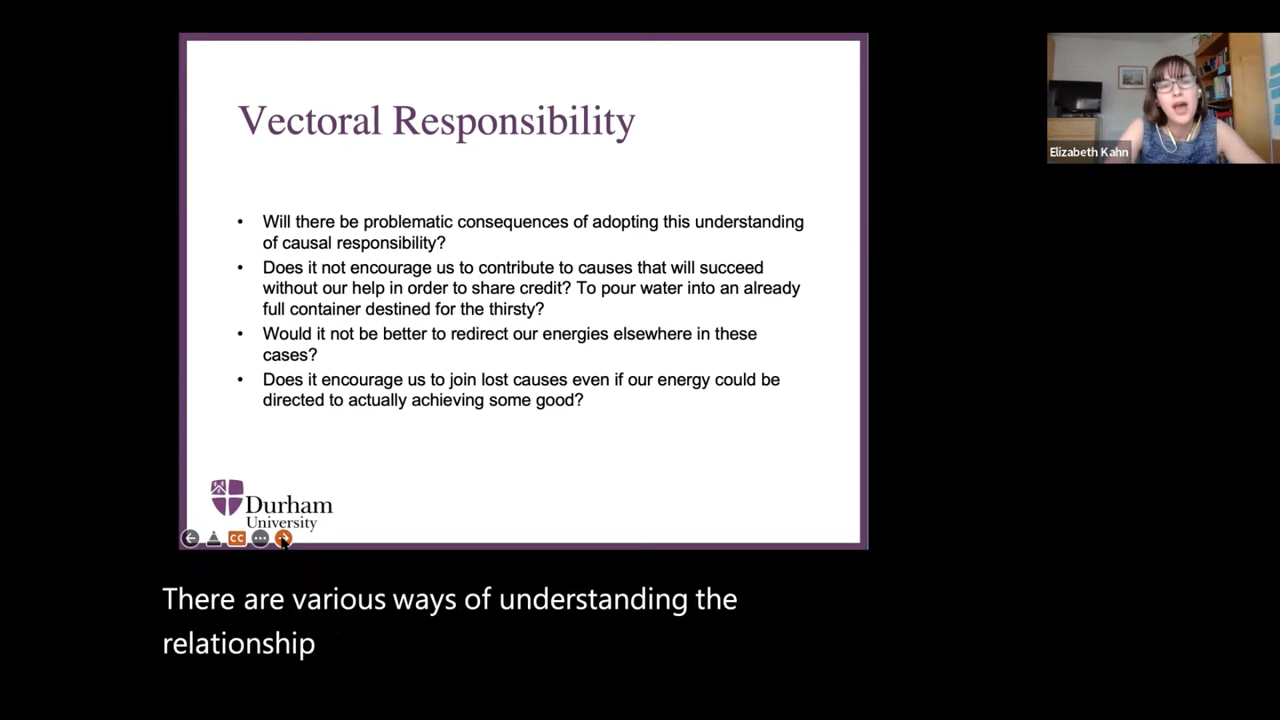 Vectoral Responsibility
Elizabeth Kahn
• Will there be problematic consequences of adopting this understanding
of causal responsibility?
• Does it not encourage us to contribute to causes that will succeed
without our help in order to share credit? To pour water into an already
full container destined for the thirsty?
• Would it not be better to redirect our energies elsewhere in these
cases?
• Does it encourage us to join lost causes even if our energy could be
directed to actually achieving some good?
Durham
University
CC
There are various ways of understanding the
relationship